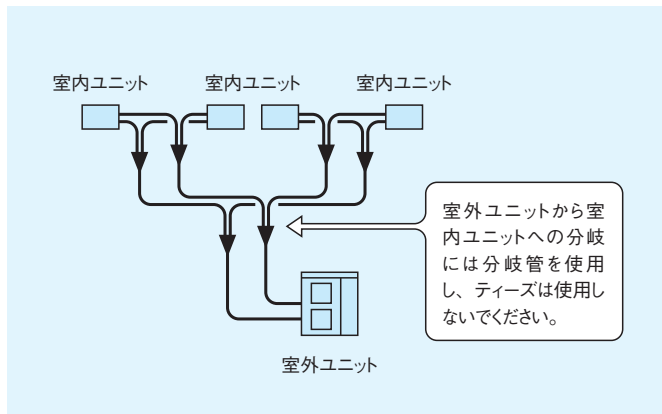 室内ユニット 室内ユニット 室内ユニット
室外ユニットから室
内ユニットへの分岐
には分岐管を使用
し、ティーズは使用し
ないでください。
室外ユニット